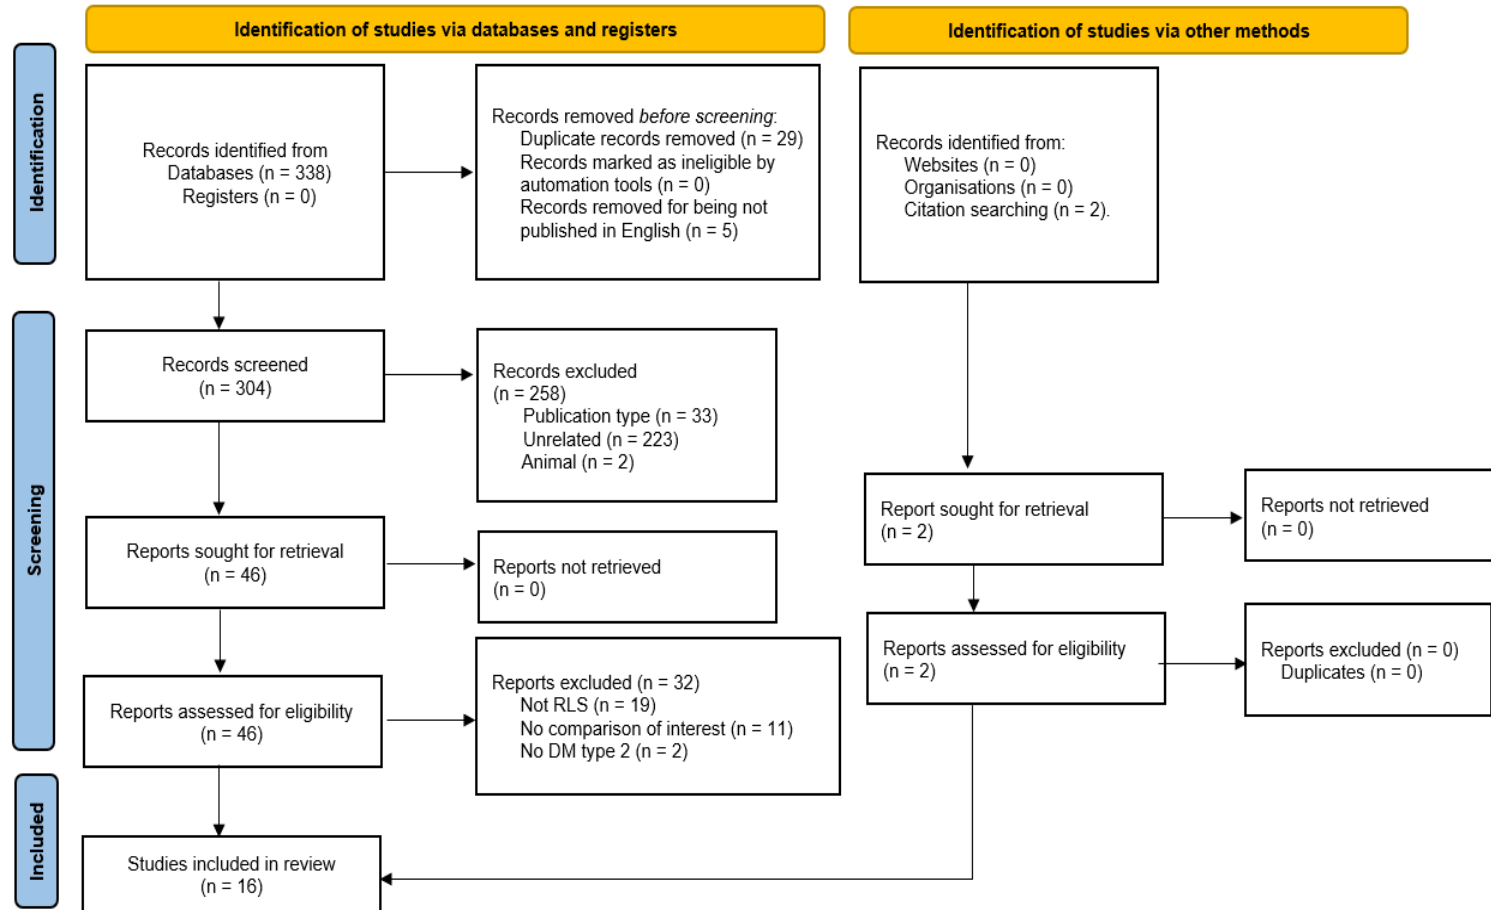 Identification of studies via databases and registers
Identification of studies via other methods
Identification
Records identified from
Databases (n = 338)
Registers (n = 0)
Records removed before screening:
Duplicate records removed (n = 29)
Records marked as ineligible by
automation tools (n = 0)
Records removed for being not
published in English (n = 5)
Records identified from:
Websites (n = 0)
Organisations (n = 0)
Citation searching (n = 2).
Screening
Records screened
(n = 304)
Records excluded
(n = 258)
Publication type (n = 33)
Unrelated (n = 223)
Animal (n = 2)
Reports sought for retrieval
(n = 46)
Reports not retrieved
(n = 0)
Report sought for retrieval
(n = 2)
Reports not retrieved
(n = 0)
Reports assessed for eligibility
(n = 46)
Reports excluded (n = 32)
Not RLS (n = 19)
No comparison of interest (n = 11)
No DM type 2 (n = 2)
Reports assessed for eligibility
(n = 2)
Reports excluded (n = 0)
Duplicates (n = 0)
Included
Studies included in review
(n = 16)